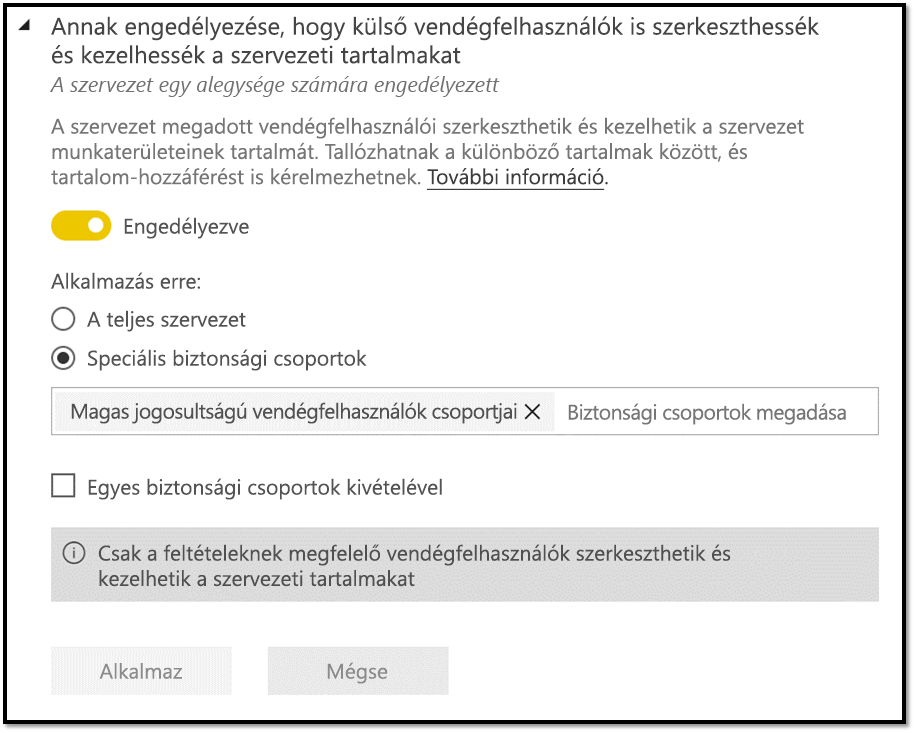 Annak engedélyezése, hogy külső vendégfelhasználók is szerkeszthessék
és kezelhessék a szervezeti tartalmakat
A szervezet egy alegysége számára engedélyezett
A szervezet megadott vendégfelhasználói szerkeszthetik és kezelhetik a szervezet
munkaterületeinek tartalmát. Tallózhatnak a különböző tartalmak között, és
tartalom-hozzáférést is kérelmezhetnek. További információ.
Engedélyezve
Alkalmazás erre:
A teljes szervezet
Speciális biztonsági csoportok
Magas jogosultságú vendégfelhasználók csoportjai Biztonsági csoportok megadása
Egyes biztonsági csoportok kivételével
Csak a feltételeknek megfelelő vendégfelhasználók szerkeszthetik és
kezelhetik a szervezeti tartalmakat
Alkalmaz Mégse